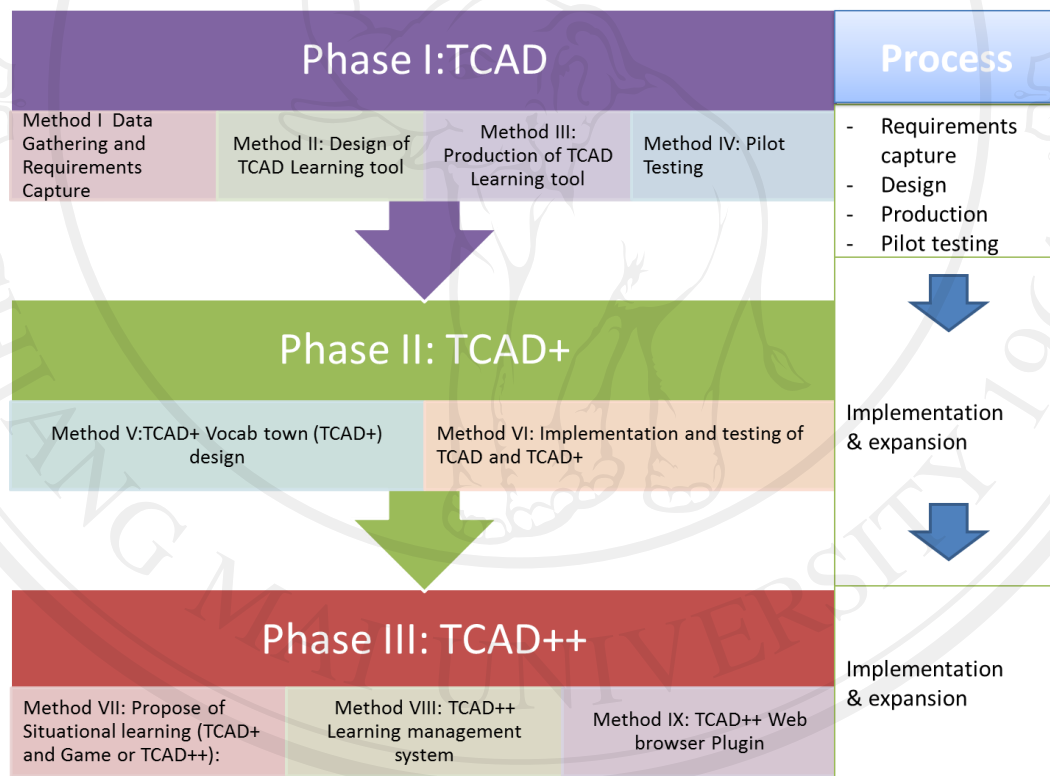 Phase I:TCAD
Process
Method I Data
Gathering and
Requirements
Capture
Method II: Design of
TCAD Learning tool
Method III:
Production of TCAD
Learning tool
Method IV: Pilot
Testing
- Requirements
capture
- Design
- Production
- Pilot testing
Phase II: TCAD+
Method V:TCAD+ Vocab town (TCAD+)
design
Method VI: Implementation and testing of
TCAD and TCAD+
Implementation
& expansion
Phase III: TCAD++
Method VII: Propose of
Situational learning (TCAD+
and Game or TCAD++):
Method VIII: TCAD++
Learning management
system
Method IX: TCAD++ Web
browser Plugin
Implementation
& expansion
ANG MAI UNIVERSITY 196